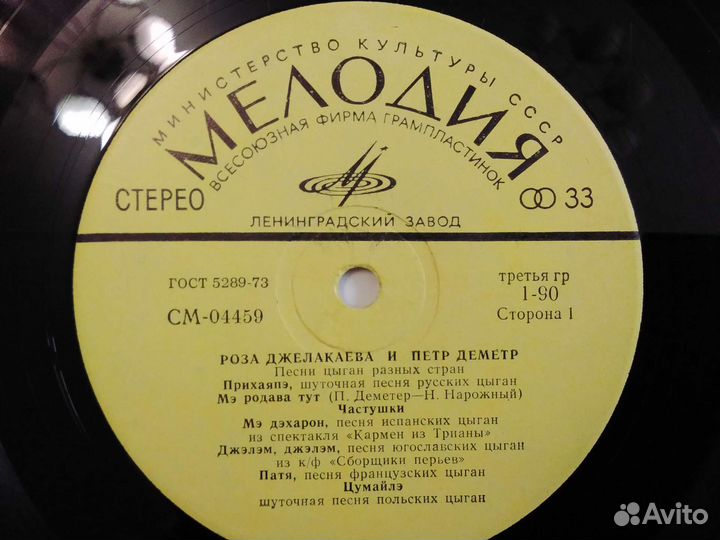 МИНИСТЕРСТВО КУЛЬТУРЫ СССР
МЕЛОДИЯ
ВСЕСОЮЗНАЯ ФИРМА ГРАМПЛАСТИНОК
СТЕРЕО
33
ЛЕНИНГРАДСКИЙ ЗАВОД
ГОСТ 5289-73
третья гр
1-90
СМ-04459
Сторона 1
РОЗА ДЖЕЛАКАЕВА И ПЕТР ДЕМЕТР
Песни цыган разных стран
Прихаяпэ, шуточная песня русских цыган
Мэ родава тут (П. Деметер—Н. Нарожный)
Частушки
Мэ дэхарон, песня испанских цыган
из спектакля «Кармен из Трианы»
Джэлэм, джэлэм, песня югославских цыган
из к/ф «Сборщики перьев»
Патя, песня французских цыган
Цумайлэ
шуточная песня польских цыган
Avito